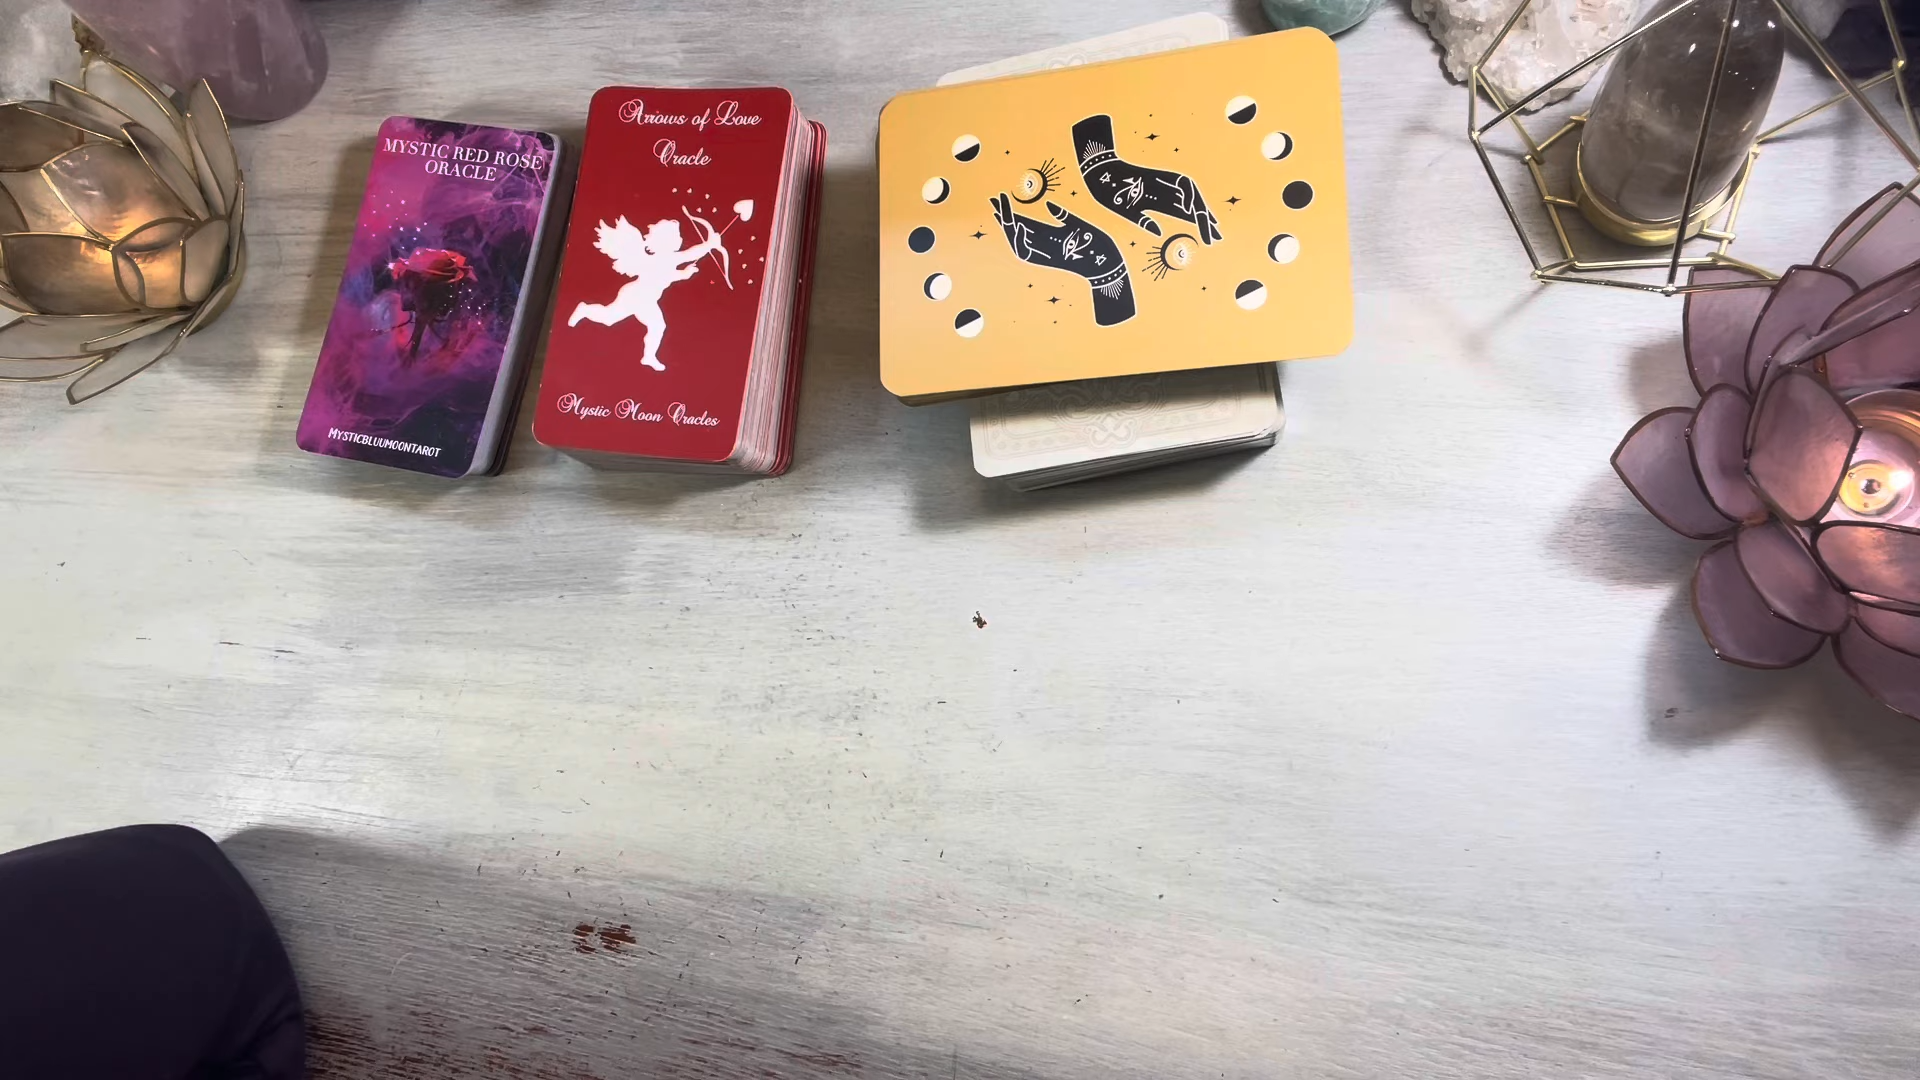 MYSTIC RED ROSE
ORACLE
MYSTICBLUUMOONTAROT
Arrows of Love
Oracle
Mystic Moon Oracles